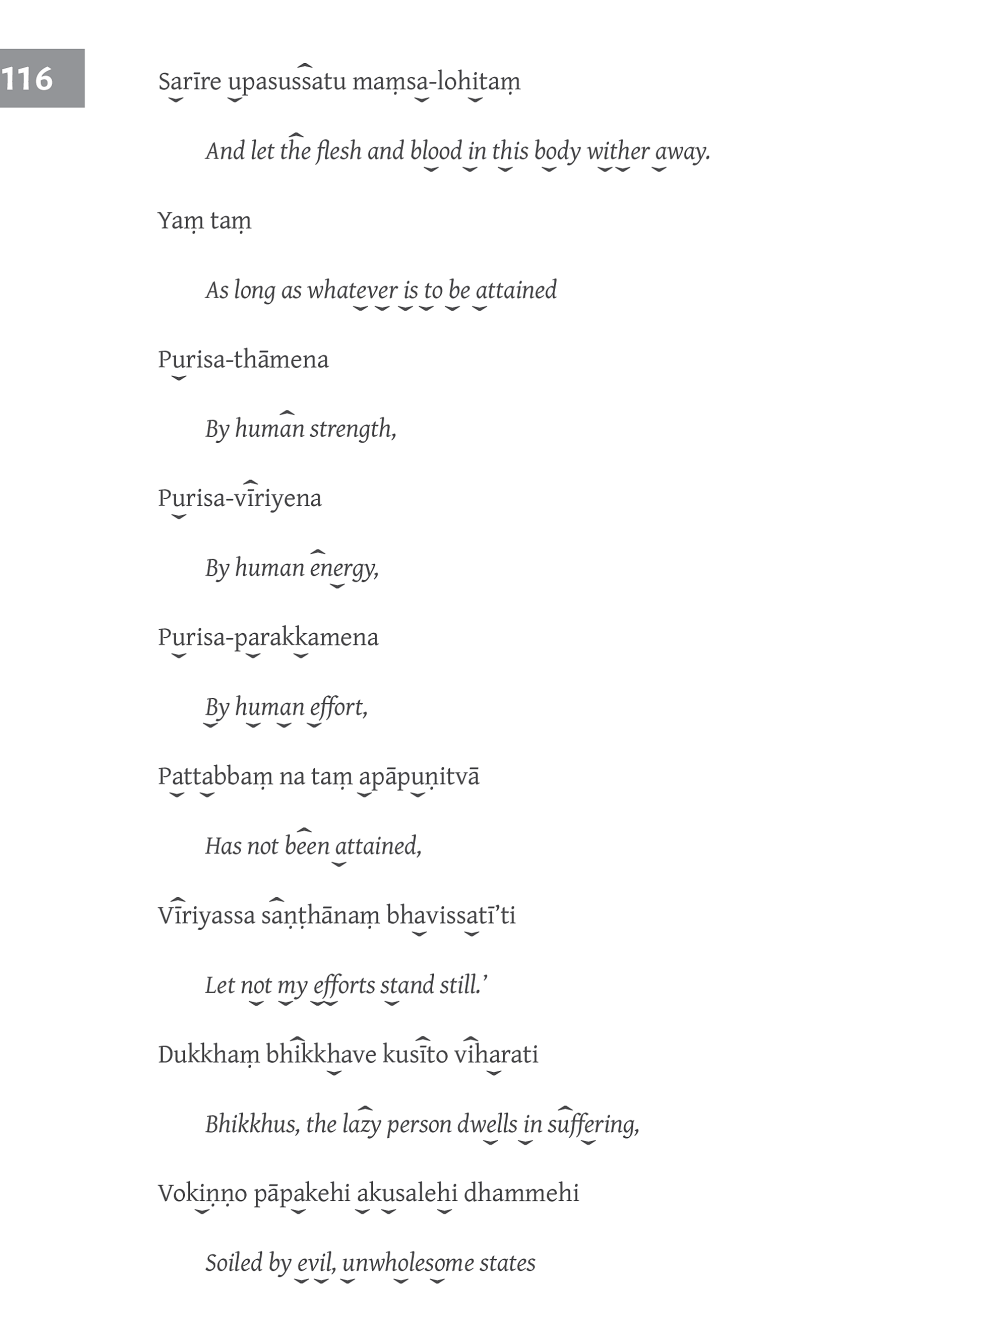 116
Sarīre upasussatu maṃsa-lohitaṃ
And let the flesh and blood in this body wither away.
Yaṃ taṃ
As long as whatever is to be attained
Purisa-thāmena
By human strength,
Purisa-vīriyena
By human energy,
Purisa-parakkamena
By human effort,
Pattabbaṃ na taṃ apāpuṇitvā
Has not been attained,
Vīriyassa saṇṭhānaṃ bhavissatī’ti
Let not my efforts stand still.’
Dukkhaṃ bhikkhave kusīto viharati
Bhikkhus, the lazy person dwells in suffering,
Vokiṇṇo pāpakehi akusalehi dhammehi
Soiled by evil, unwholesome states